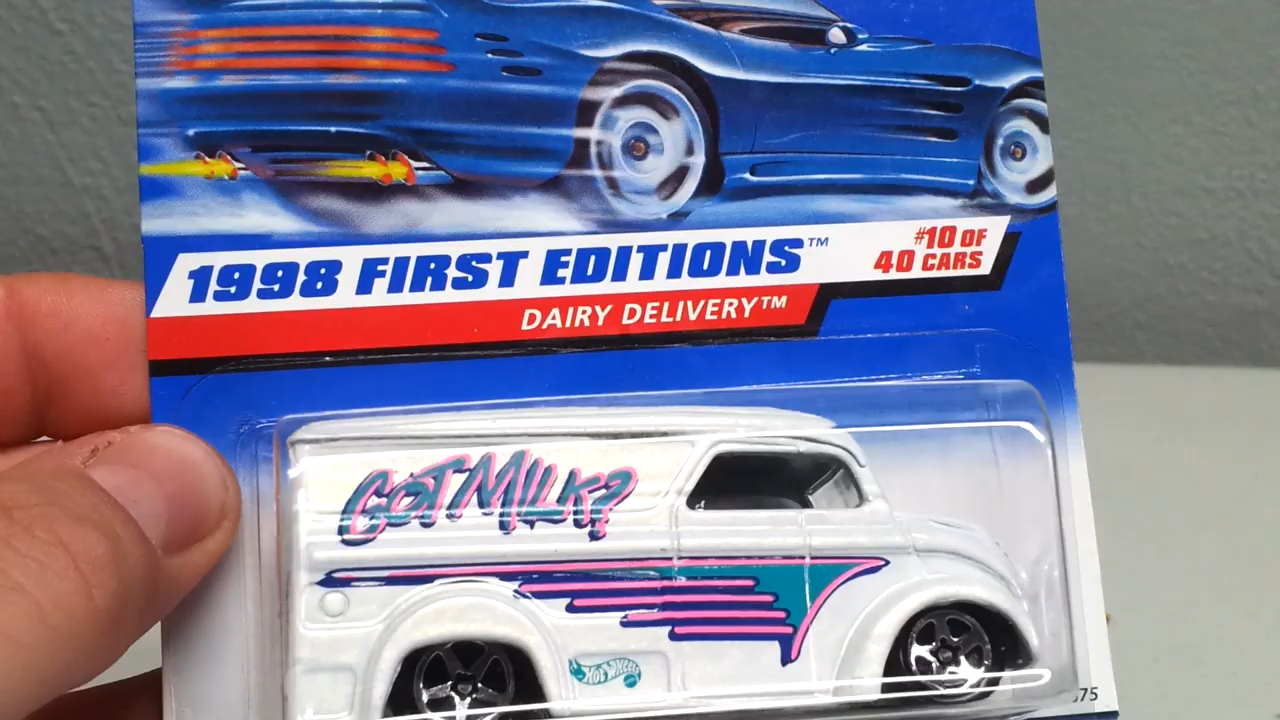 1998 FIRST EDITIONS™
#10 OF
40 CARS
DAIRY DELIVERY™
GOT MILK?
HOT WHEELS